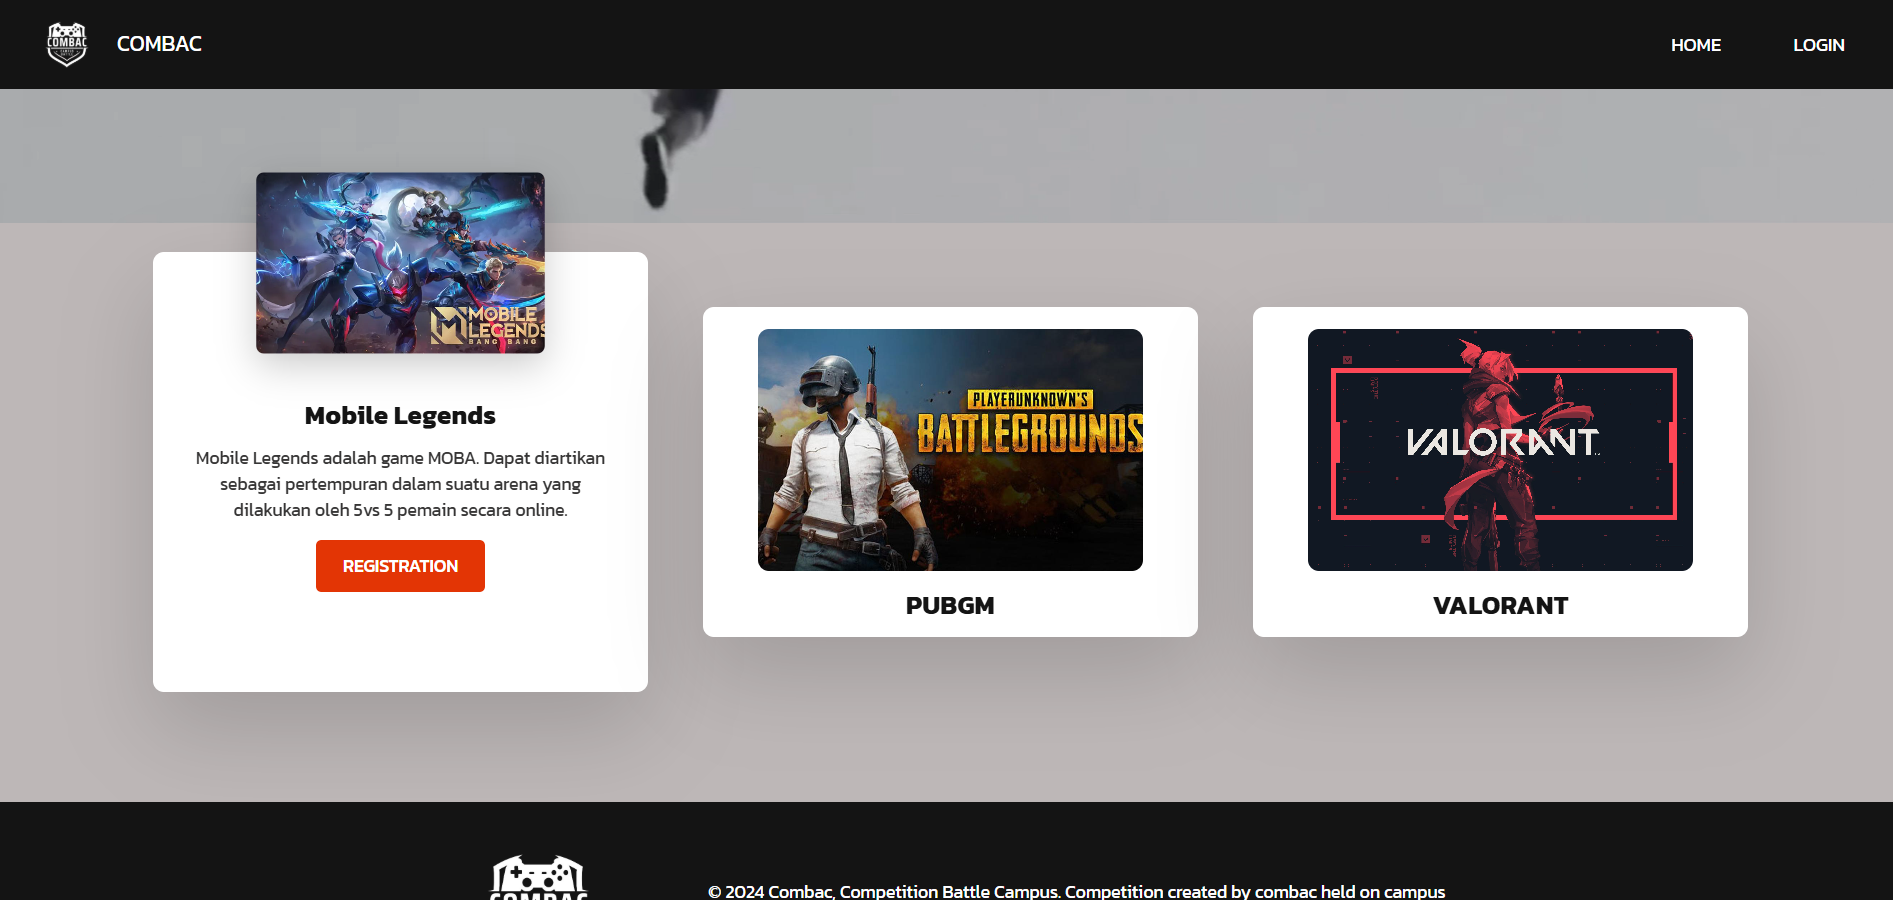 COMBAC
COMBAC
HOME
LOGIN
MOBILE
LEGENDS
BANG BANG
Mobile Legends
Mobile Legends adalah game MOBA. Dapat diartikan
sebagai pertempuran dalam suatu arena yang
dilakukan oleh 5vs 5 pemain secara online.
REGISTRATION
PLAYERUNKNOWN'S
BATTLEGROUNDS
PUBGM
VALORANT
VALORANT
COMBAC
© 2024 Combac, Competition Battle Campus. Competition created by combac held on campus